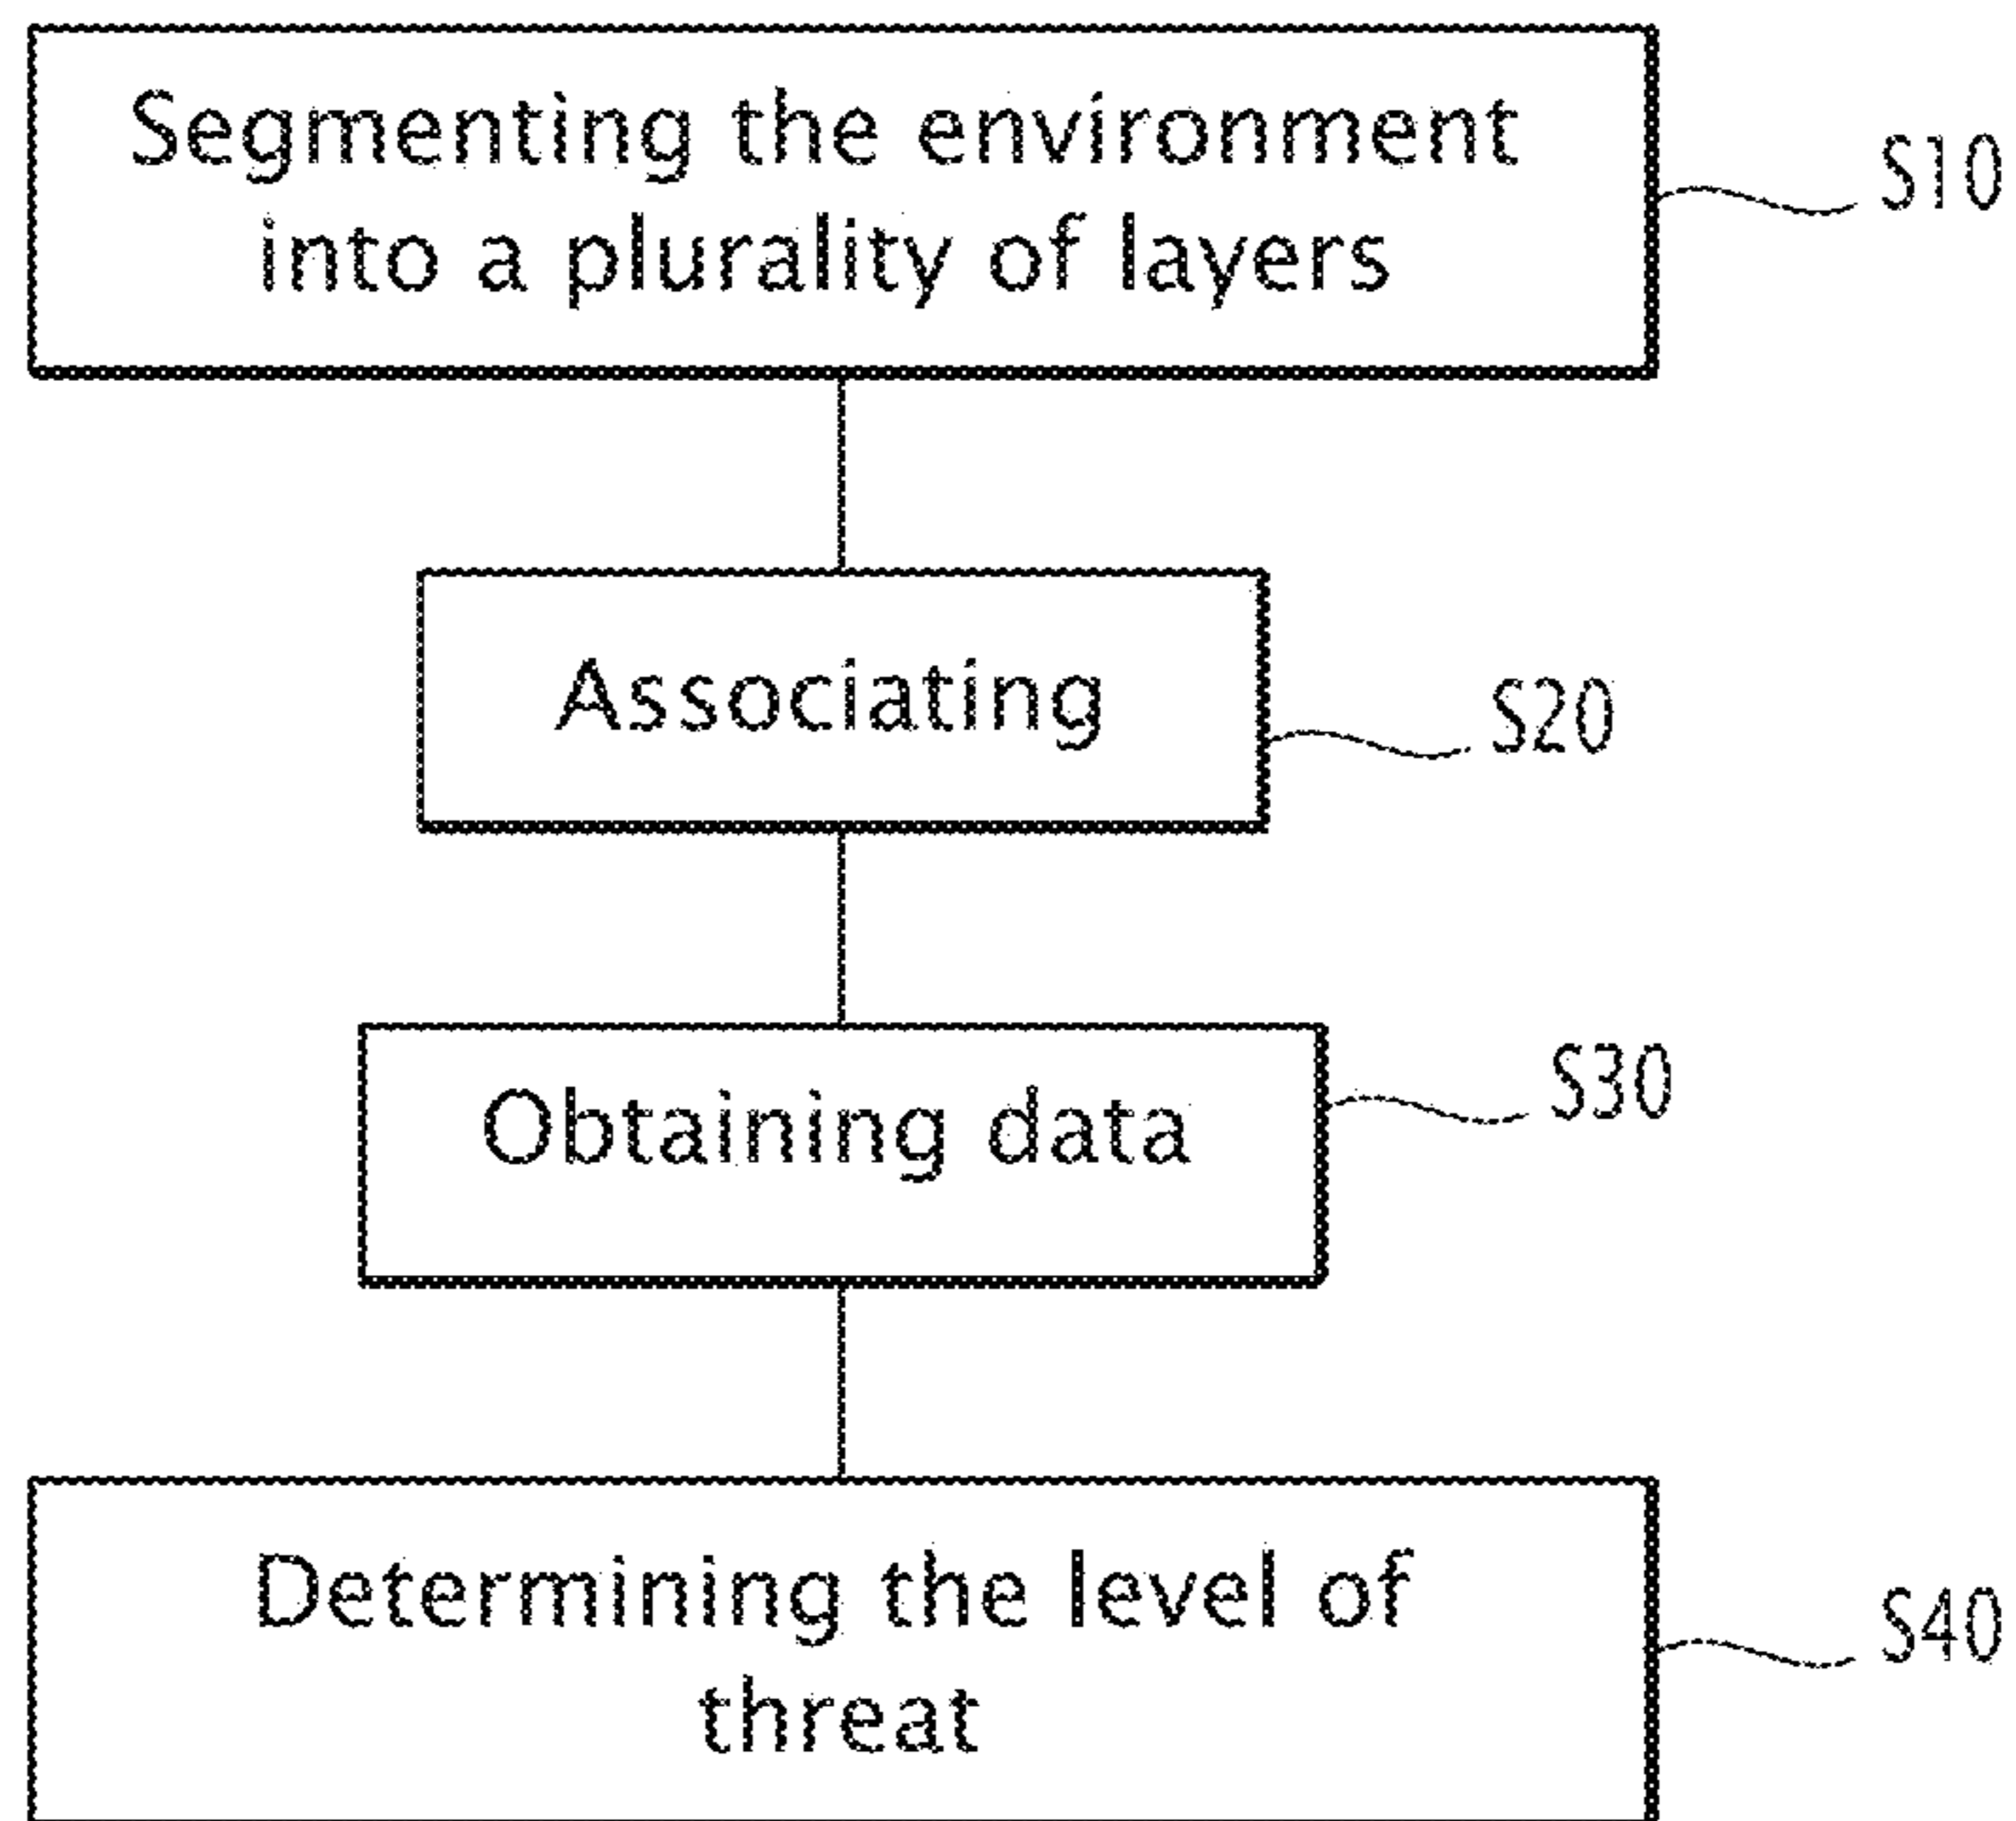 Segmenting the environment
into a plurality of layers
S10
Associating
S20
Obtaining data
S30
Determining the level of
threat
S40